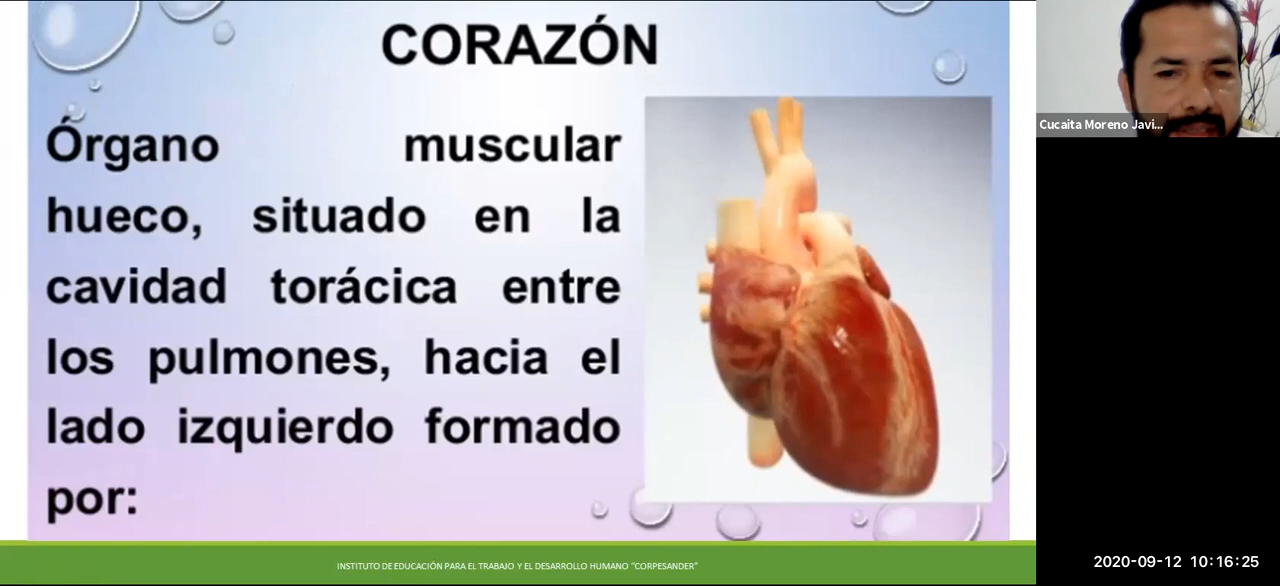 CORAZÓN
Órgano muscular
hueco, situado en la
cavidad torácica entre
los pulmones, hacia el
lado izquierdo formado
por:
INSTITUTO DE EDUCACIÓN PARA EL TRABAJO Y EL DESARROLLO HUMANO "CORPESANDER"
Cucaita Moreno Javi...
2020-09-12 10:16:25